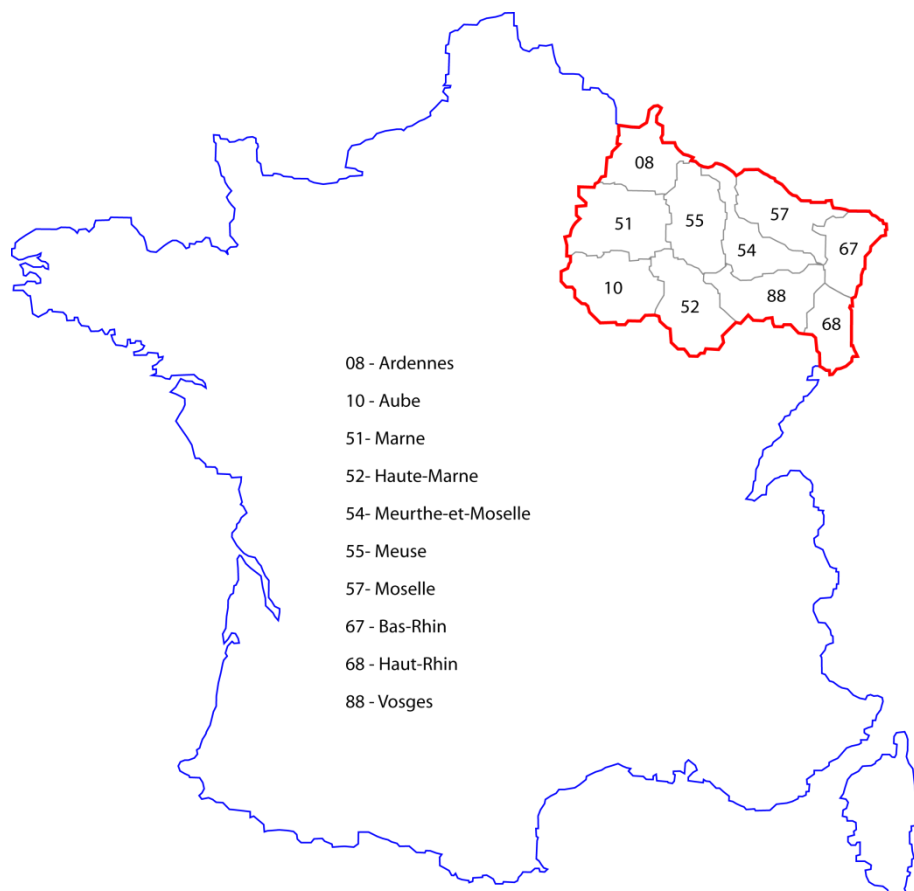 08
57
51
55
67
54
10
88
52
68
08 - Ardennes
10 - Aube
51- Marne
52- Haute-Marne
54- Meurthe-et-Moselle
55- Meuse
57- Moselle
67 - Bas-Rhin
68 - Haut-Rhin
88 - Vosges